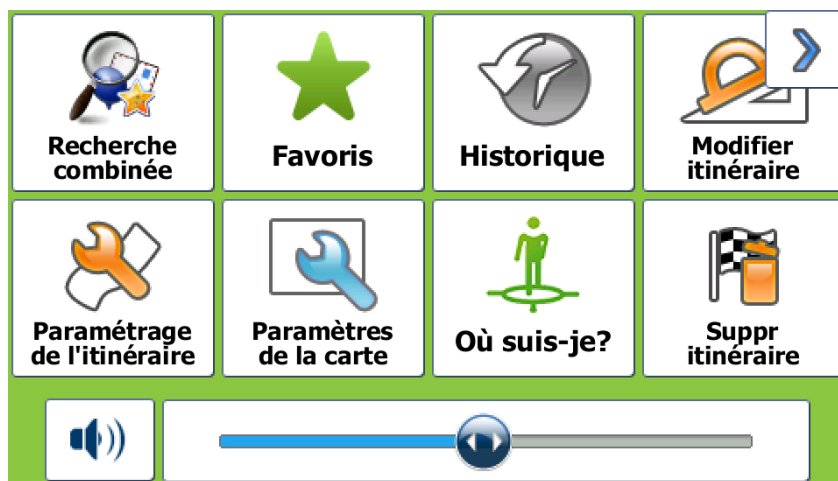 Recherche
combinée
Favoris
Historique
Modifier
itinéraire
Paramétrage
de l'itinéraire
Paramètres
de la carte
Où suis-je?
Suppr
itinéraire